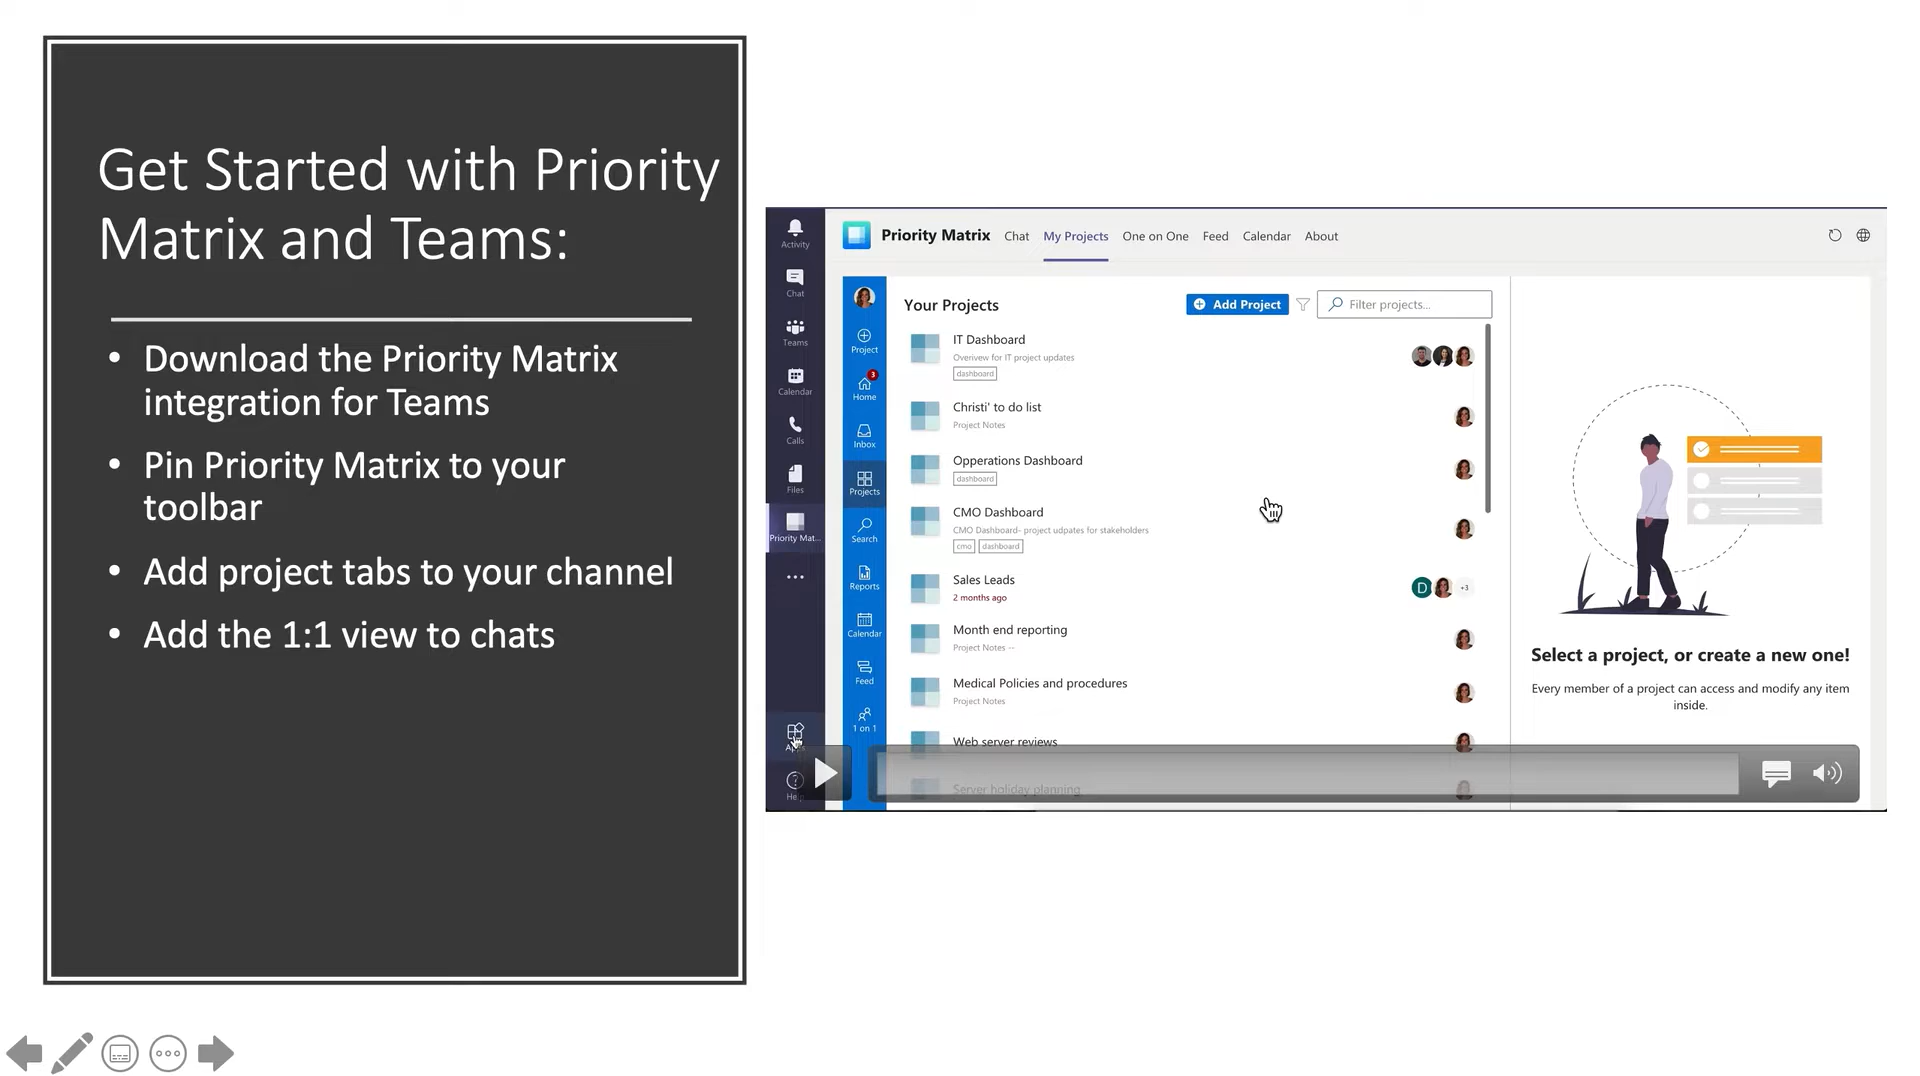 Get Started with Priority
Matrix and Teams:
• Download the Priority Matrix
integration for Teams
• Pin Priority Matrix to your
toolbar
• Add project tabs to your channel
• Add the 1:1 view to chats
Activity
Chat
Teams
Calendar
Calls
Files
Priority Mat...
Help
Priority Matrix Chat My Projects One on One Feed Calendar About
Project
3
Home
Inbox
Projects
Search
Reports
Calendar
Feed
1 on 1
Your Projects
Add Project
Filter projects...
IT Dashboard
Overivew for IT project updates
dashboard
Christi' to do list
Project Notes
Opperations Dashboard
dashboard
CMO Dashboard
CMO Dashboard- project udpates for stakeholders
cmo dashboard
Sales Leads
2 months ago
D +3
Month end reporting
Project Notes --
Medical Policies and procedures
Project Notes
Web server reviews
Server holiday planning
Select a project, or create a new one!
Every member of a project can access and modify any item
inside.